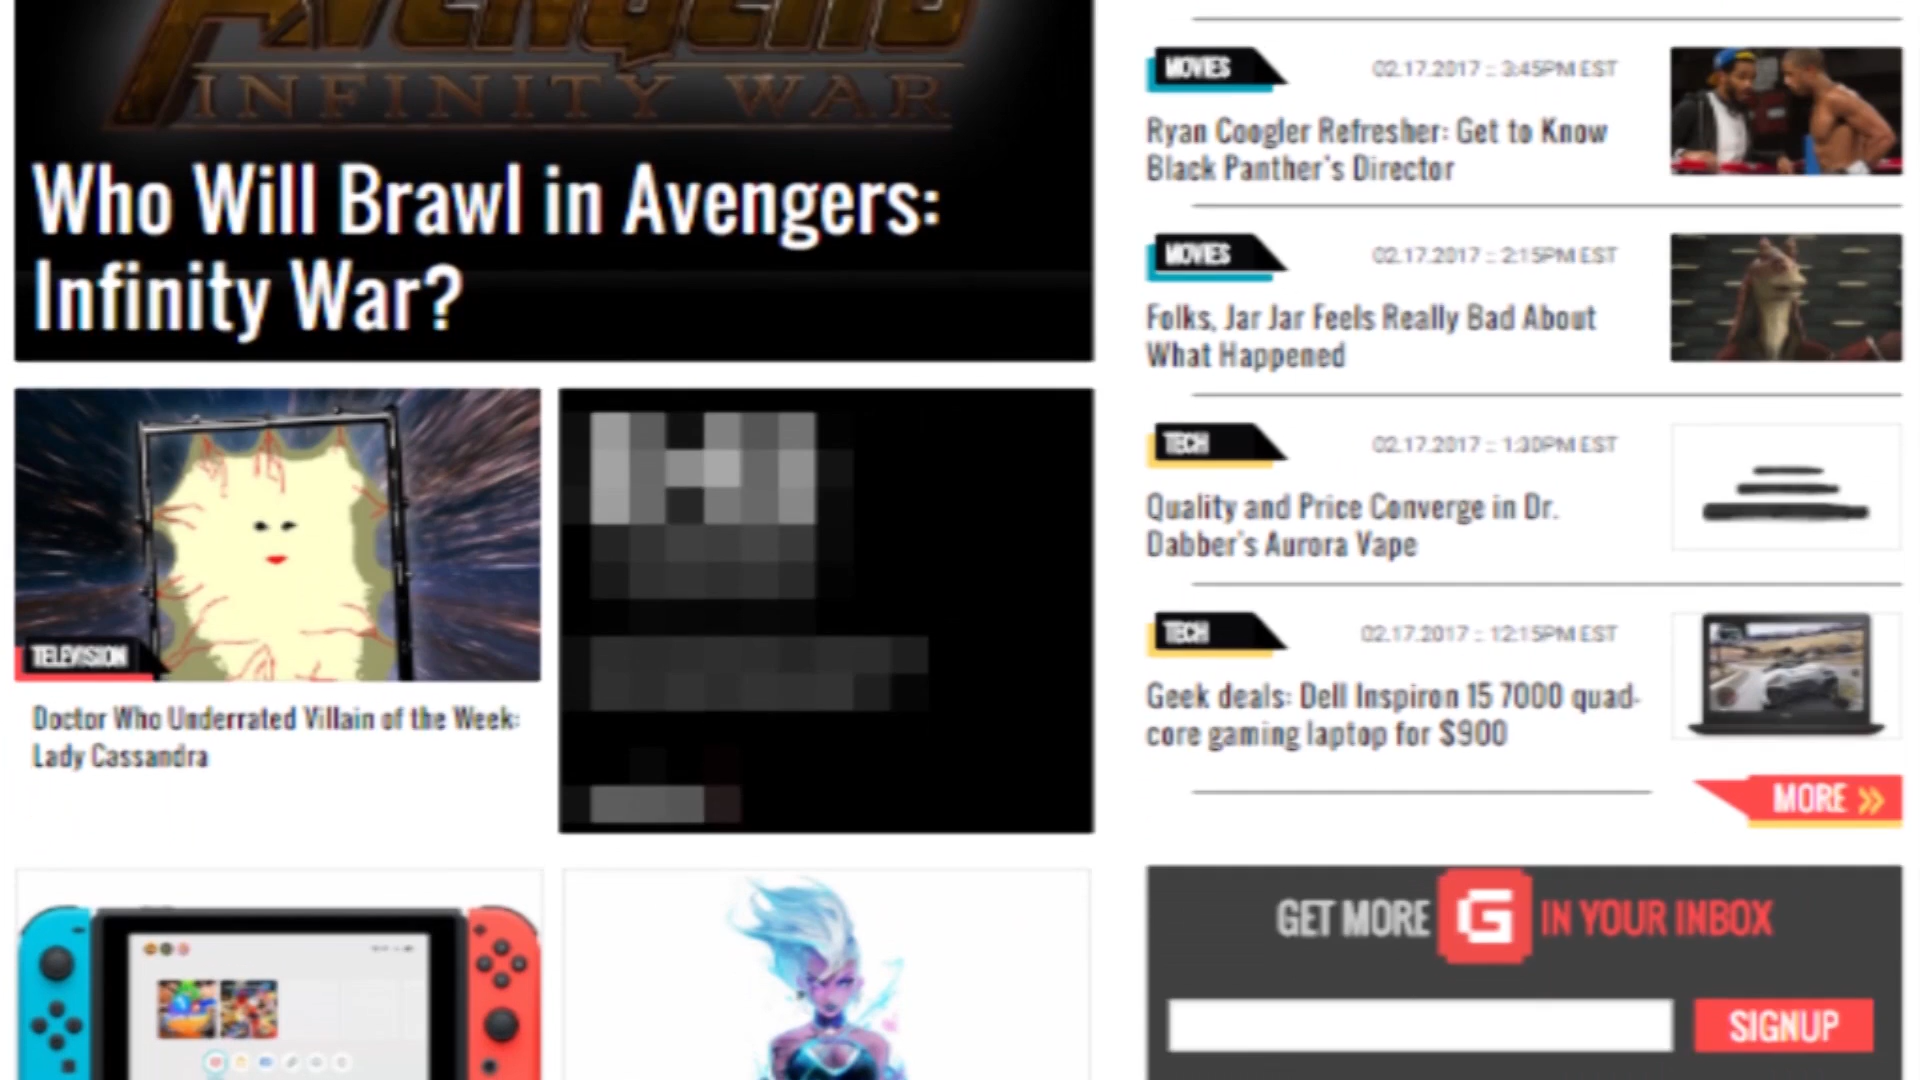 AVENGERS
INFINITY WAR
Who Will Brawl in Avengers:
Infinity War?
TELEVISION
Doctor Who Underrated Villain of the Week:
Lady Cassandra
MOVIES
02.17.2017 :: 3:45PM EST
Ryan Coogler Refresher: Get to Know
Black Panther's Director
MOVIES
02.17.2017 :: 2:15PM EST
Folks, Jar Jar Feels Really Bad About
What Happened
TECH
02.17.2017 :: 1:30PM EST
Quality and Price Converge in Dr.
Dabber's Aurora Vape
TECH
02.17.2017 :: 12:15PM EST
Geek deals: Dell Inspiron 15 7000 quad-
core gaming laptop for $900
MORE »
GET MORE G IN YOUR INBOX
SIGNUP